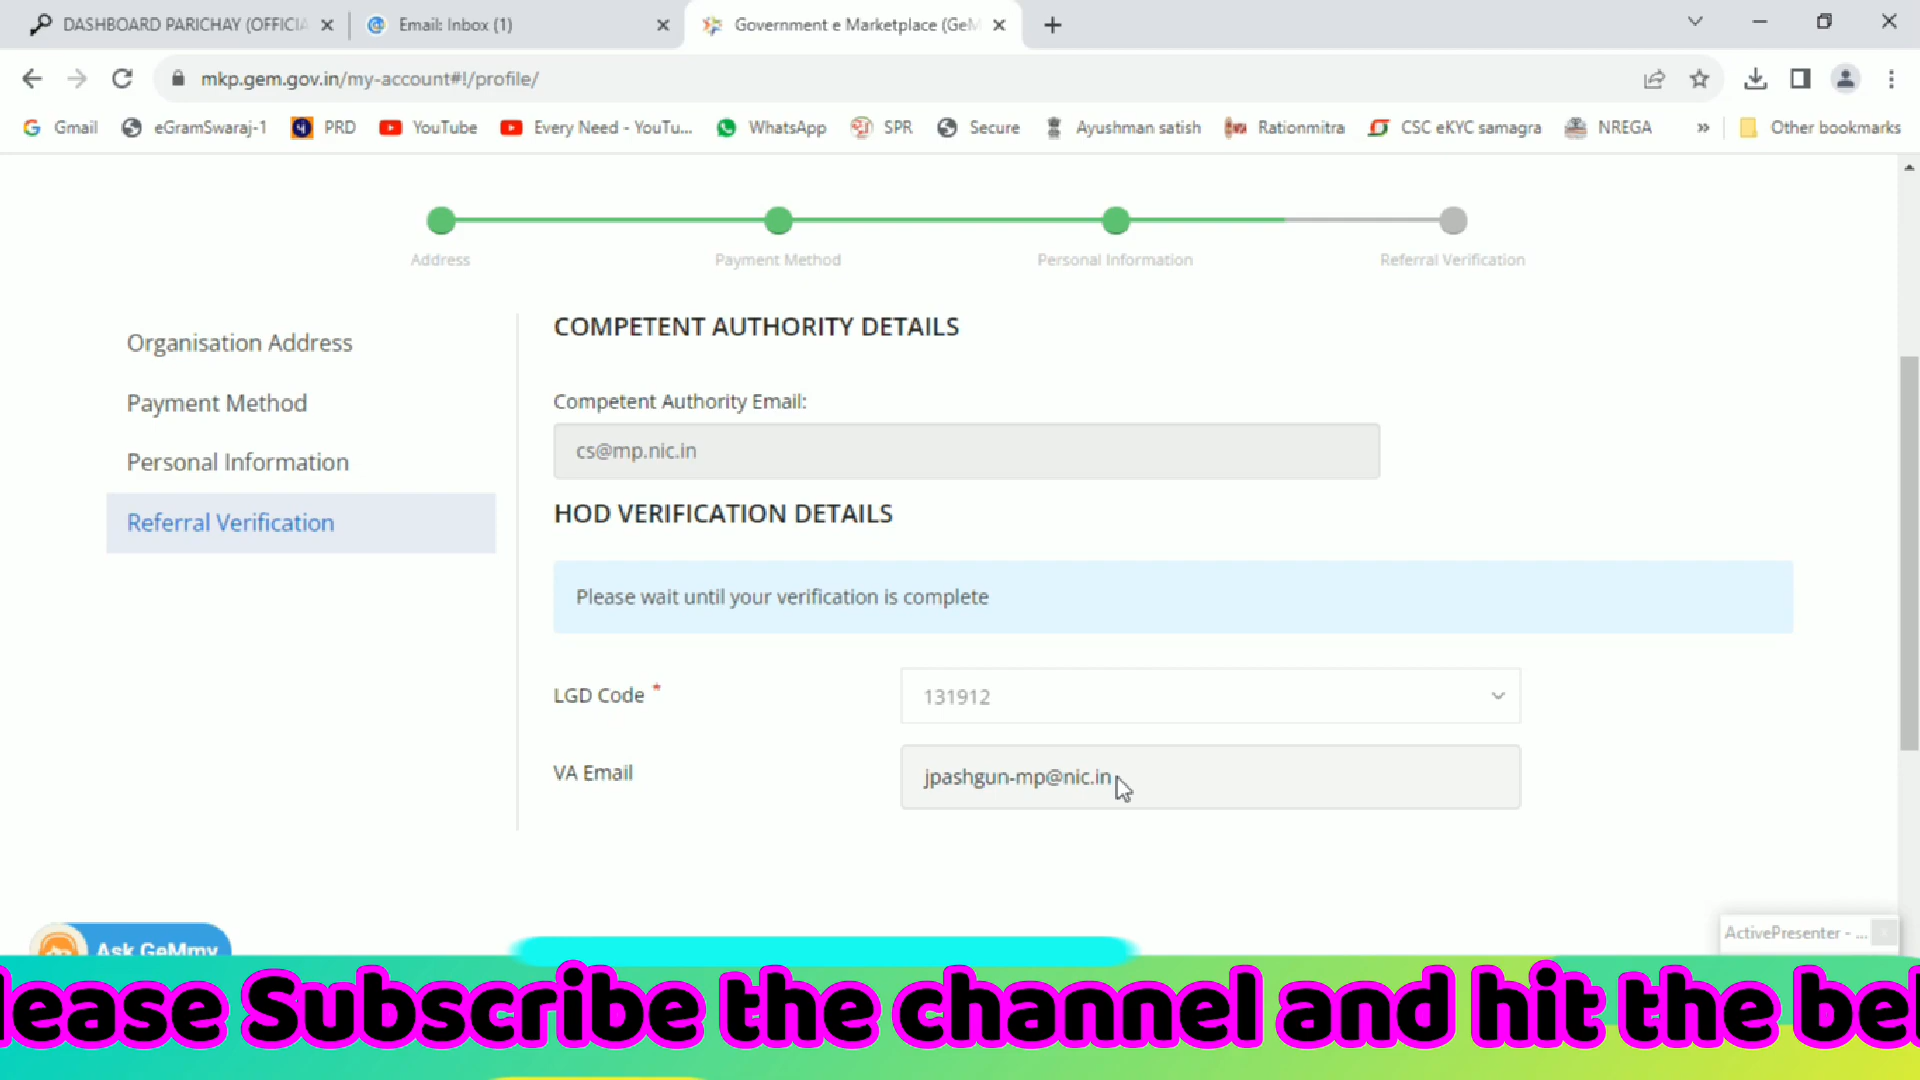 DASHBOARD PARICHAY (OFFICIA
Email: Inbox (1)
Government e Marketplace (GeM
mkp.gem.gov.in/my-account#!/profile/
Gmail
eGramSwaraj-1
PRD
YouTube
Every Need - YouTu...
WhatsApp
SPR
Secure
Ayushman satish
Rationmitra
CSC eKYC samagra
NREGA
»
Other bookmarks
Address
Payment Method
Personal Information
Referral Verification
Organisation Address
Payment Method
Personal Information
Referral Verification
COMPETENT AUTHORITY DETAILS
Competent Authority Email:
cs@mp.nic.in
HOD VERIFICATION DETAILS
Please wait until your verification is complete
LGD Code *
131912
VA Email
jpashgun-mp@nic.in
Ask GeMmy
ActivePresenter - ...
lease Subscribe the channel and hit the bel